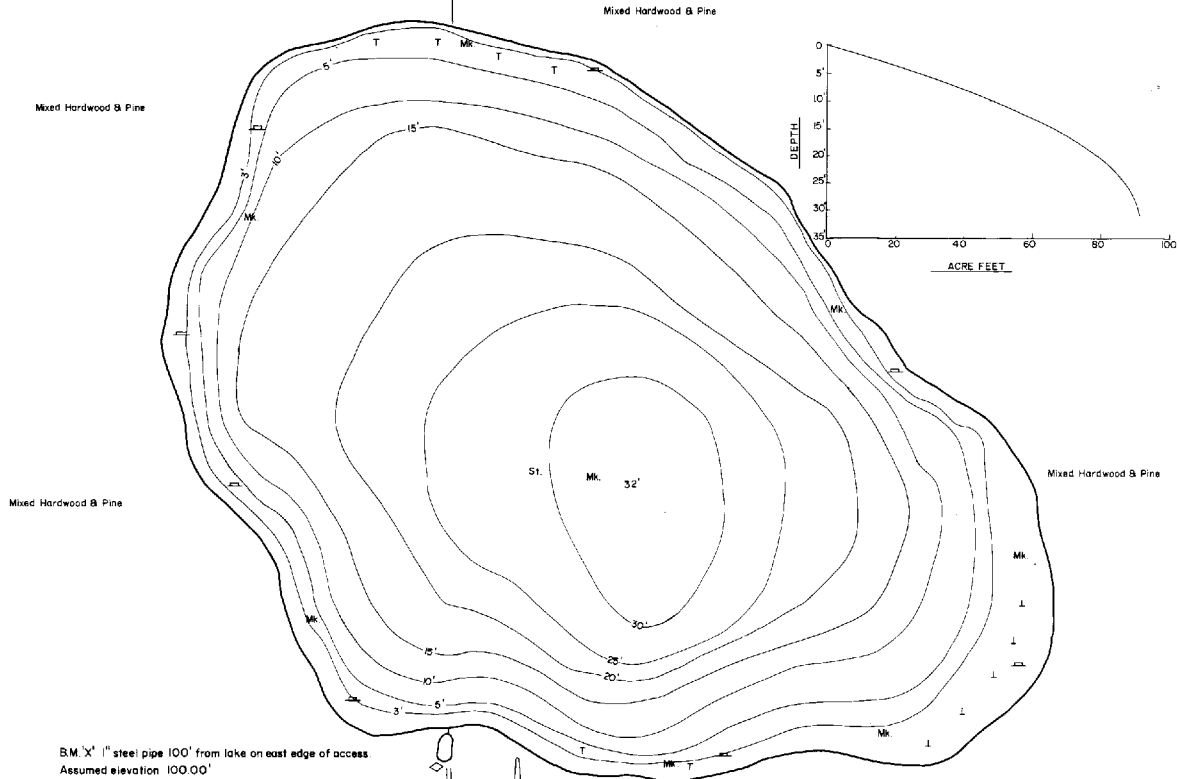 Mixed Hardwood & Pine
T T Mk.
T T
5'
Mixed Hardwood & Pine
10'
15'
3'
Mk.
0
5'
10'
15'
20'
25'
30'
35'
DEPTH
0 20 40 60 80 100
ACRE FEET
Mk.
St. Mk. 32'
Mixed Hardwood & Pine
Mixed Hardwood & Pine
Mk.
Mk.
30'
25'
20'
15'
10'
5'
3'
Mk.
T
Mk. T
B.M. "X" 1" steel pipe 100' from lake on east edge of access.
Assumed elevation 100.00'